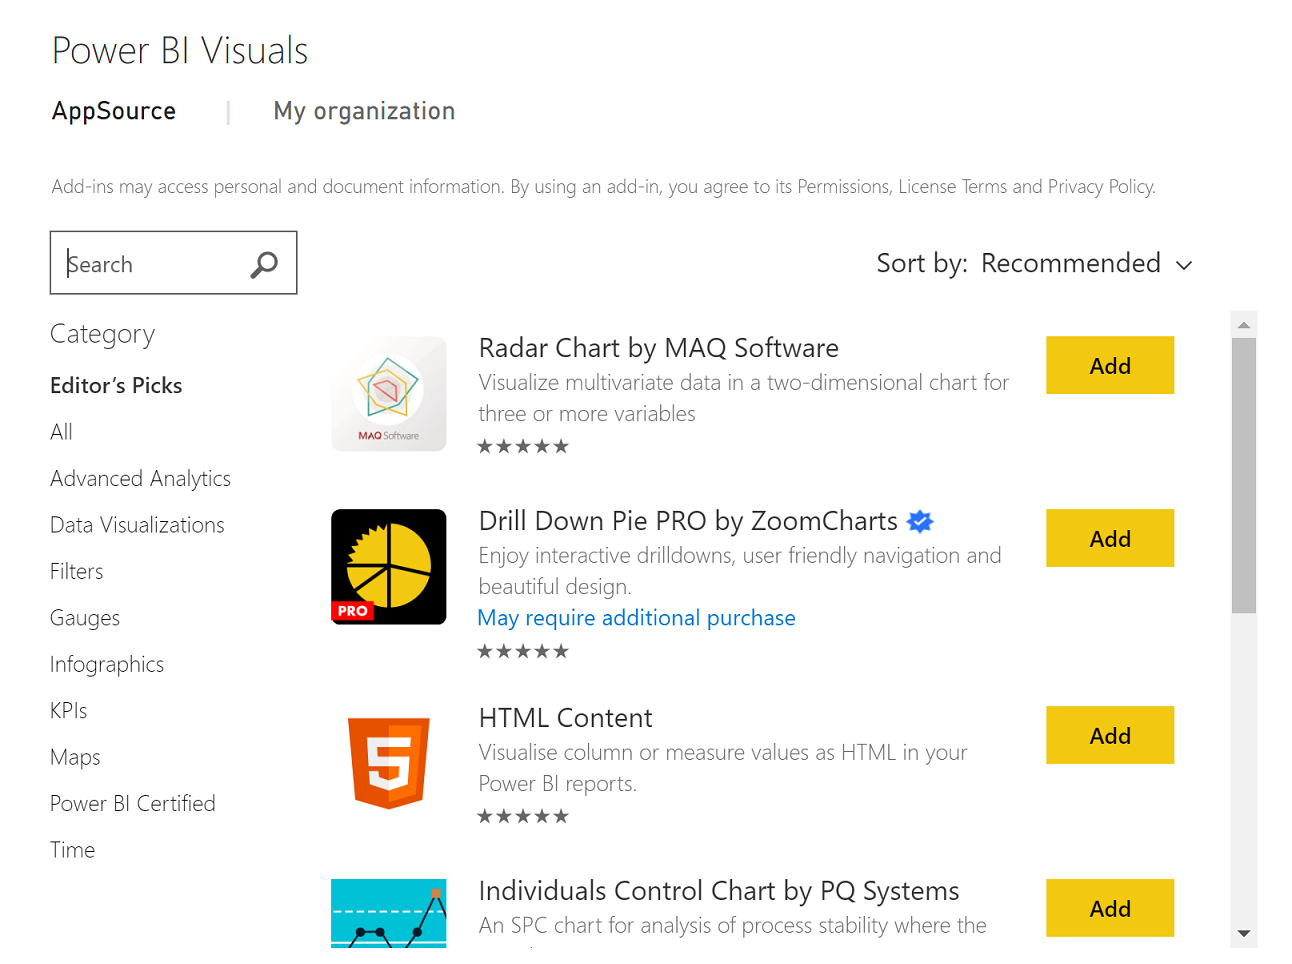 Power BI Visuals
AppSource | My organization
Add-ins may access personal and document information. By using an add-in, you agree to its Permissions, License Terms and Privacy Policy.
Search
Sort by: Recommended
Category
Editor's Picks
All
Advanced Analytics
Data Visualizations
Filters
Gauges
Infographics
KPIs
Maps
Power BI Certified
Time
MAQ Software
Radar Chart by MAQ Software
Visualize multivariate data in a two-dimensional chart for
three or more variables
Add
PRO
Drill Down Pie PRO by ZoomCharts
Enjoy interactive drilldowns, user friendly navigation and
beautiful design.
May require additional purchase
Add
5
HTML Content
Visualise column or measure values as HTML in your
Power BI reports.
Add
Individuals Control Chart by PQ Systems
An SPC chart for analysis of process stability where the
Add